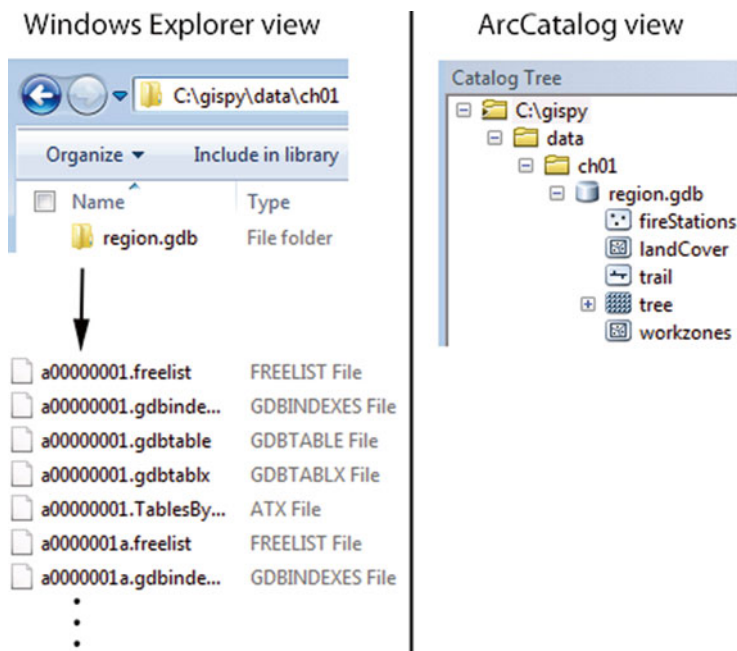 Windows Explorer view
C:\gispy\data\ch01
Organize
Include in library
Name
Type
region.gdb
File folder
a00000001.freelist
FREELIST File
a00000001.gdbinde...
GDBINDEXES File
a00000001.gdbtable
GDBTABLE File
a00000001.gdbtablx
GDBTABLX File
a00000001.TablesBy...
ATX File
a0000001a.freelist
FREELIST File
a0000001a.gdbinde...
GDBINDEXES File
ArcCatalog view
Catalog Tree
C:\gispy
data
ch01
region.gdb
fireStations
landCover
trail
tree
workzones